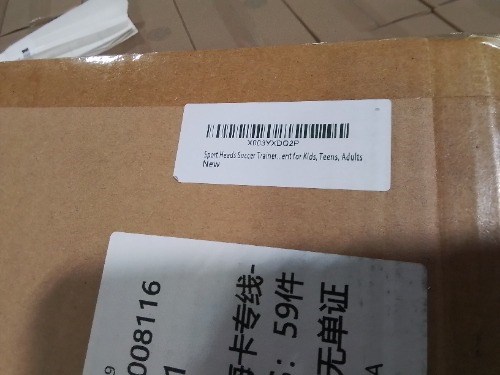 X003YXDQ2P
Sport Heads Soccer Trainer...ent for Kids, Teens, Adults
New
008116
海卡专线-
: 59件
无单证